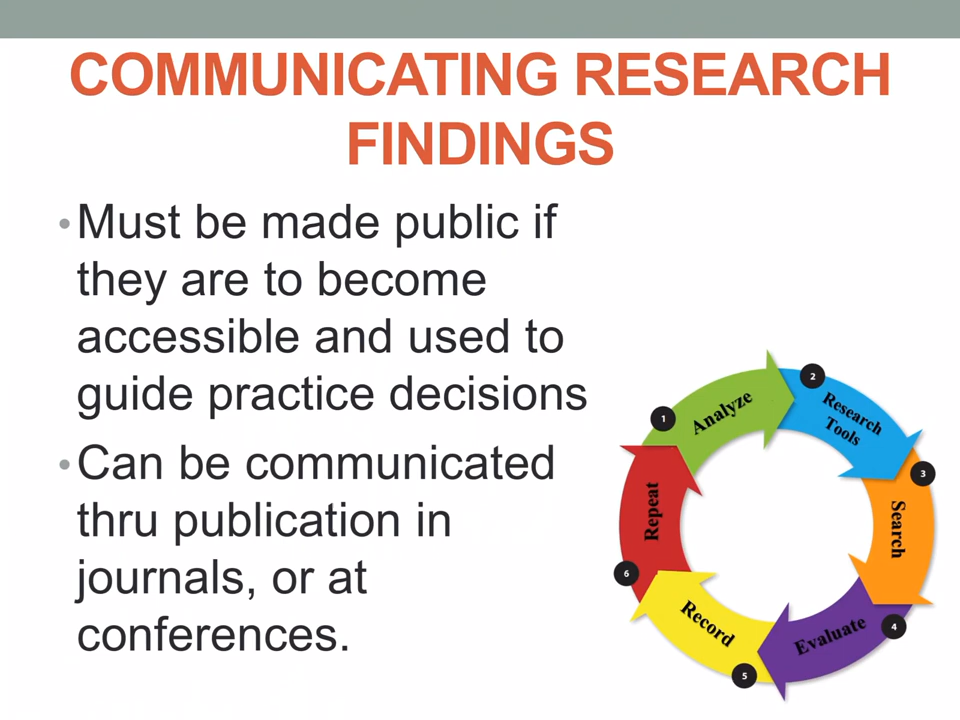 COMMUNICATING RESEARCH
FINDINGS
•Must be made public if
they are to become
accessible and used to
guide practice decisions
•Can be communicated
thru publication in
journals, or at
conferences.
1
Analyze
2
Research
Tools
3
Search
4
Evaluate
5
Record
6
Repeat